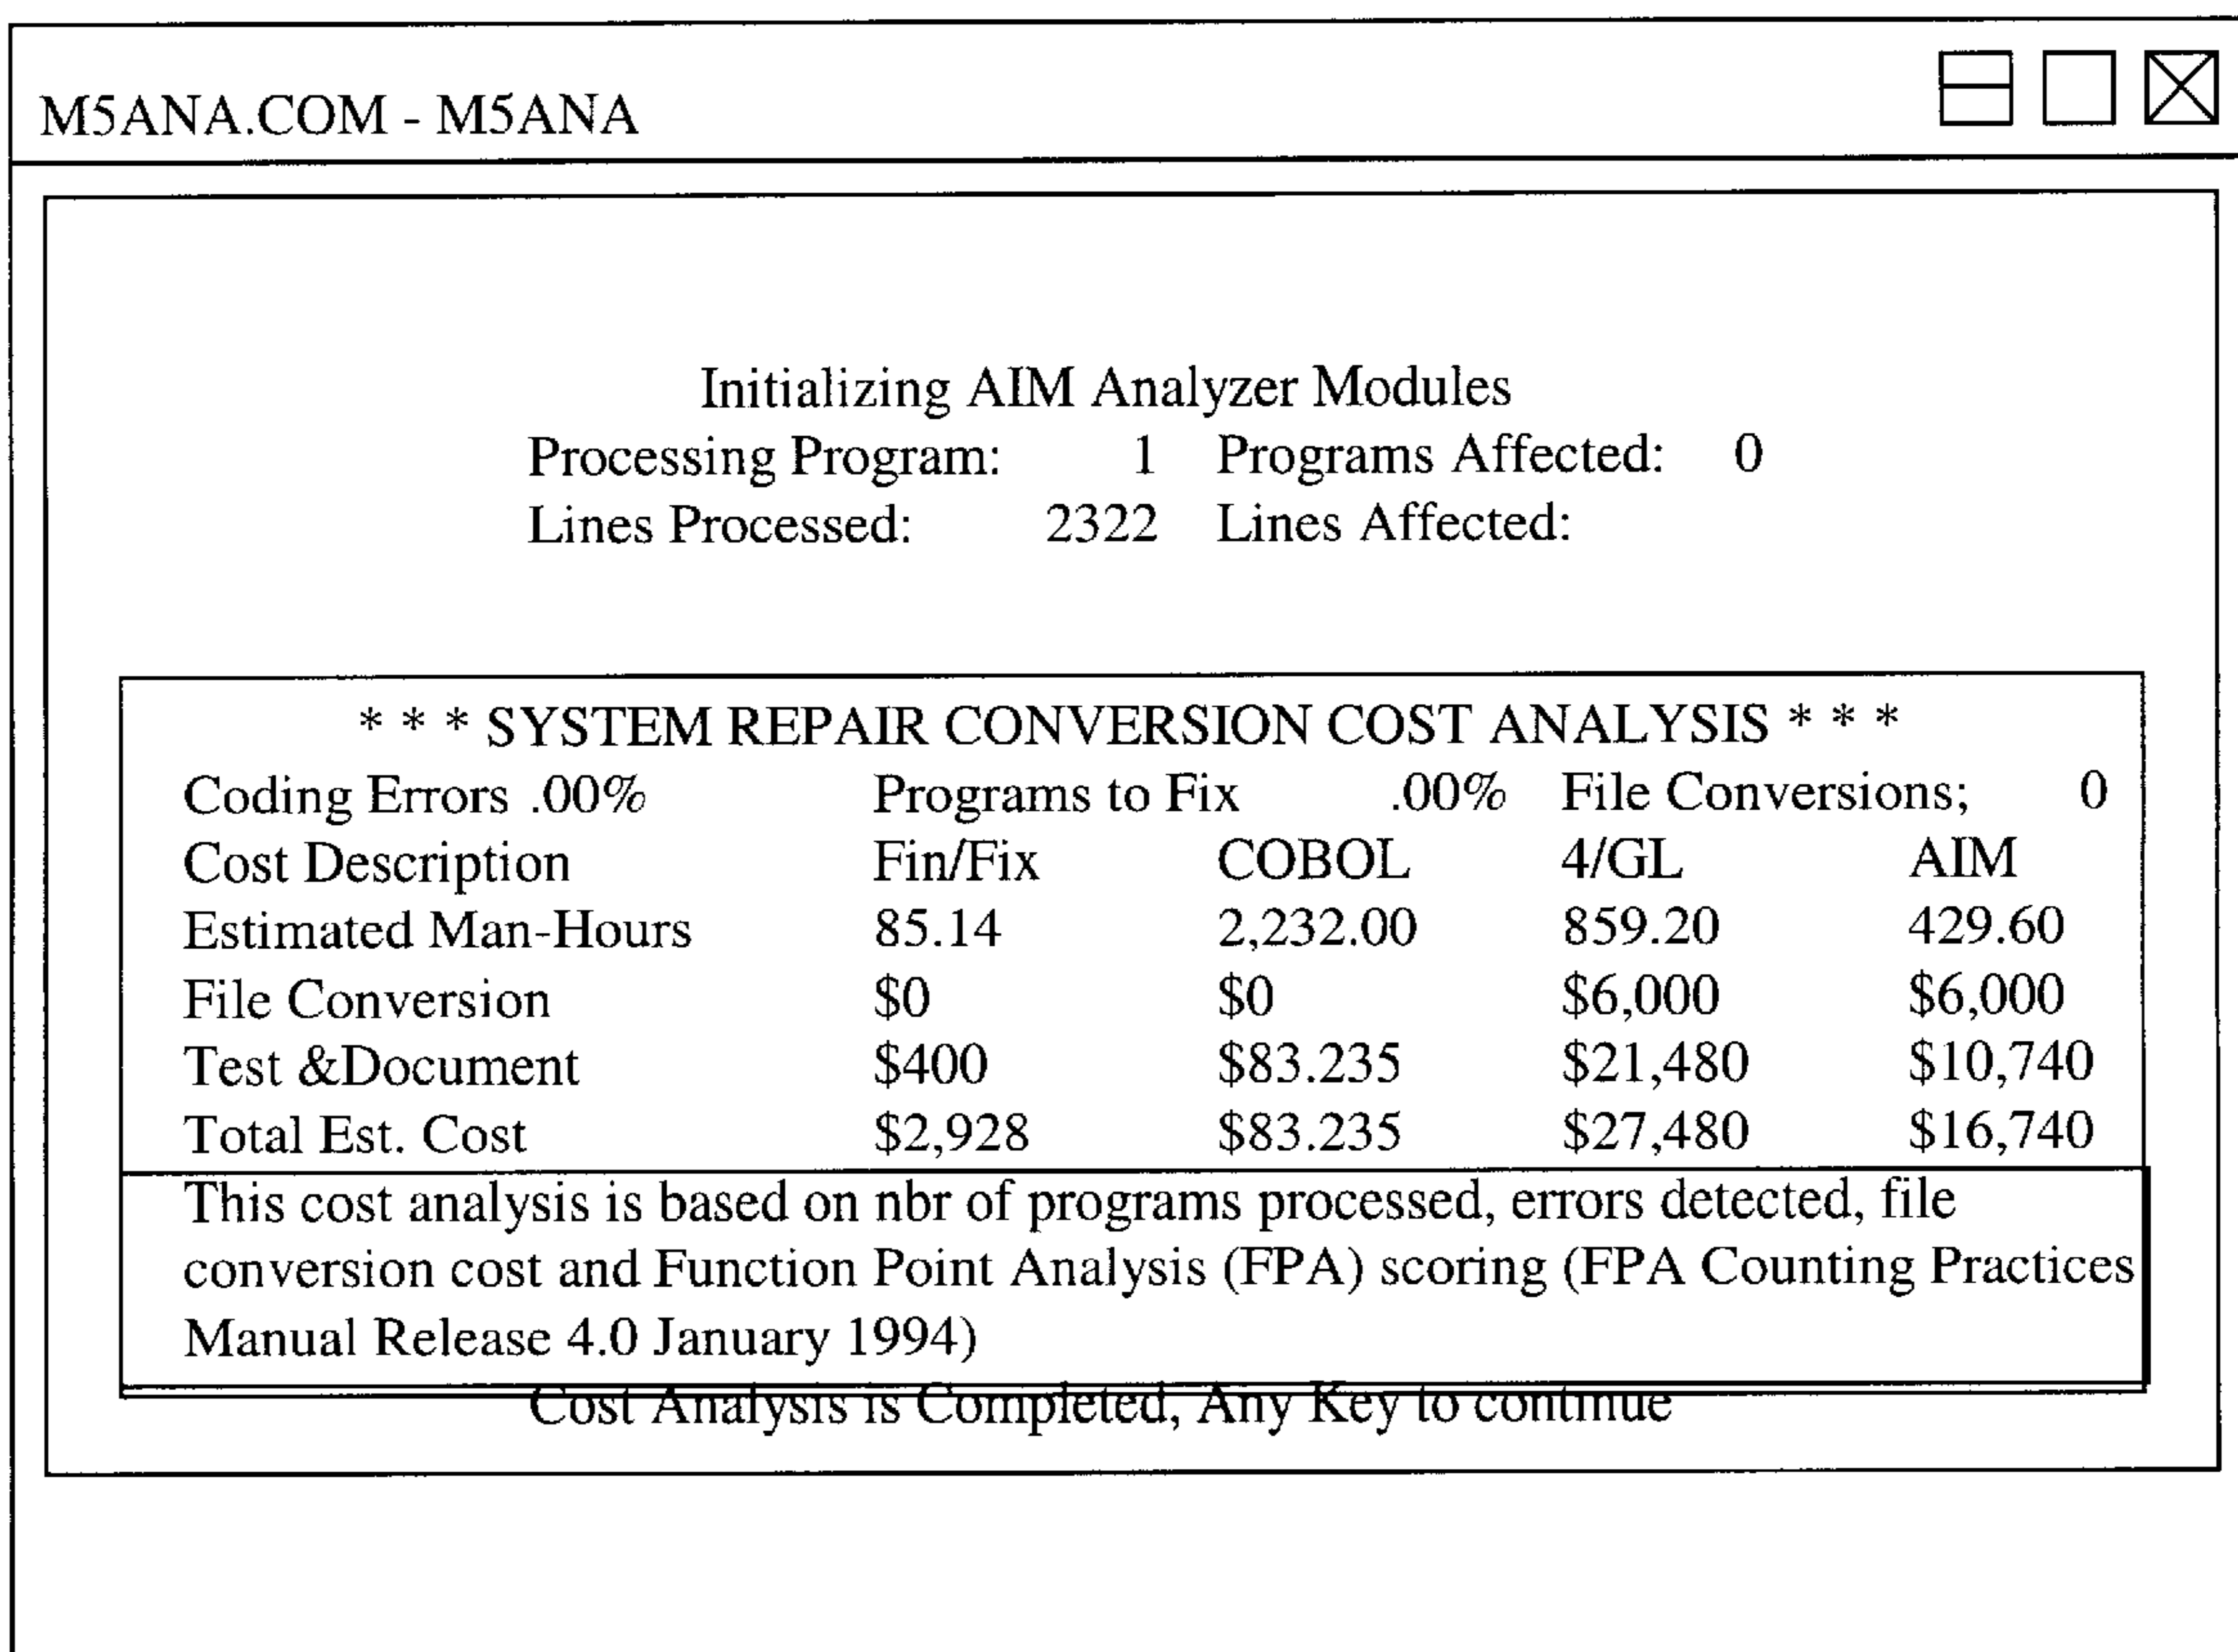 M5ANA.COM - M5ANA
Initializing AIM Analyzer Modules
Processing Program: 1 Programs Affected: 0
Lines Processed: 2322 Lines Affected:
* * * SYSTEM REPAIR CONVERSION COST ANALYSIS * * *
Coding Errors .00% Programs to Fix .00% File Conversions; 0
Cost Description Fin/Fix COBOL 4/GL AIM
Estimated Man-Hours 85.14 2,232.00 859.20 429.60
File Conversion $0 $0 $6,000 $6,000
Test &Document $400 $83.235 $21,480 $10,740
Total Est. Cost $2,928 $83.235 $27,480 $16,740
This cost analysis is based on nbr of programs processed, errors detected, file
conversion cost and Function Point Analysis (FPA) scoring (FPA Counting Practices
Manual Release 4.0 January 1994)
Cost Analysis is Completed, Any Key to continue